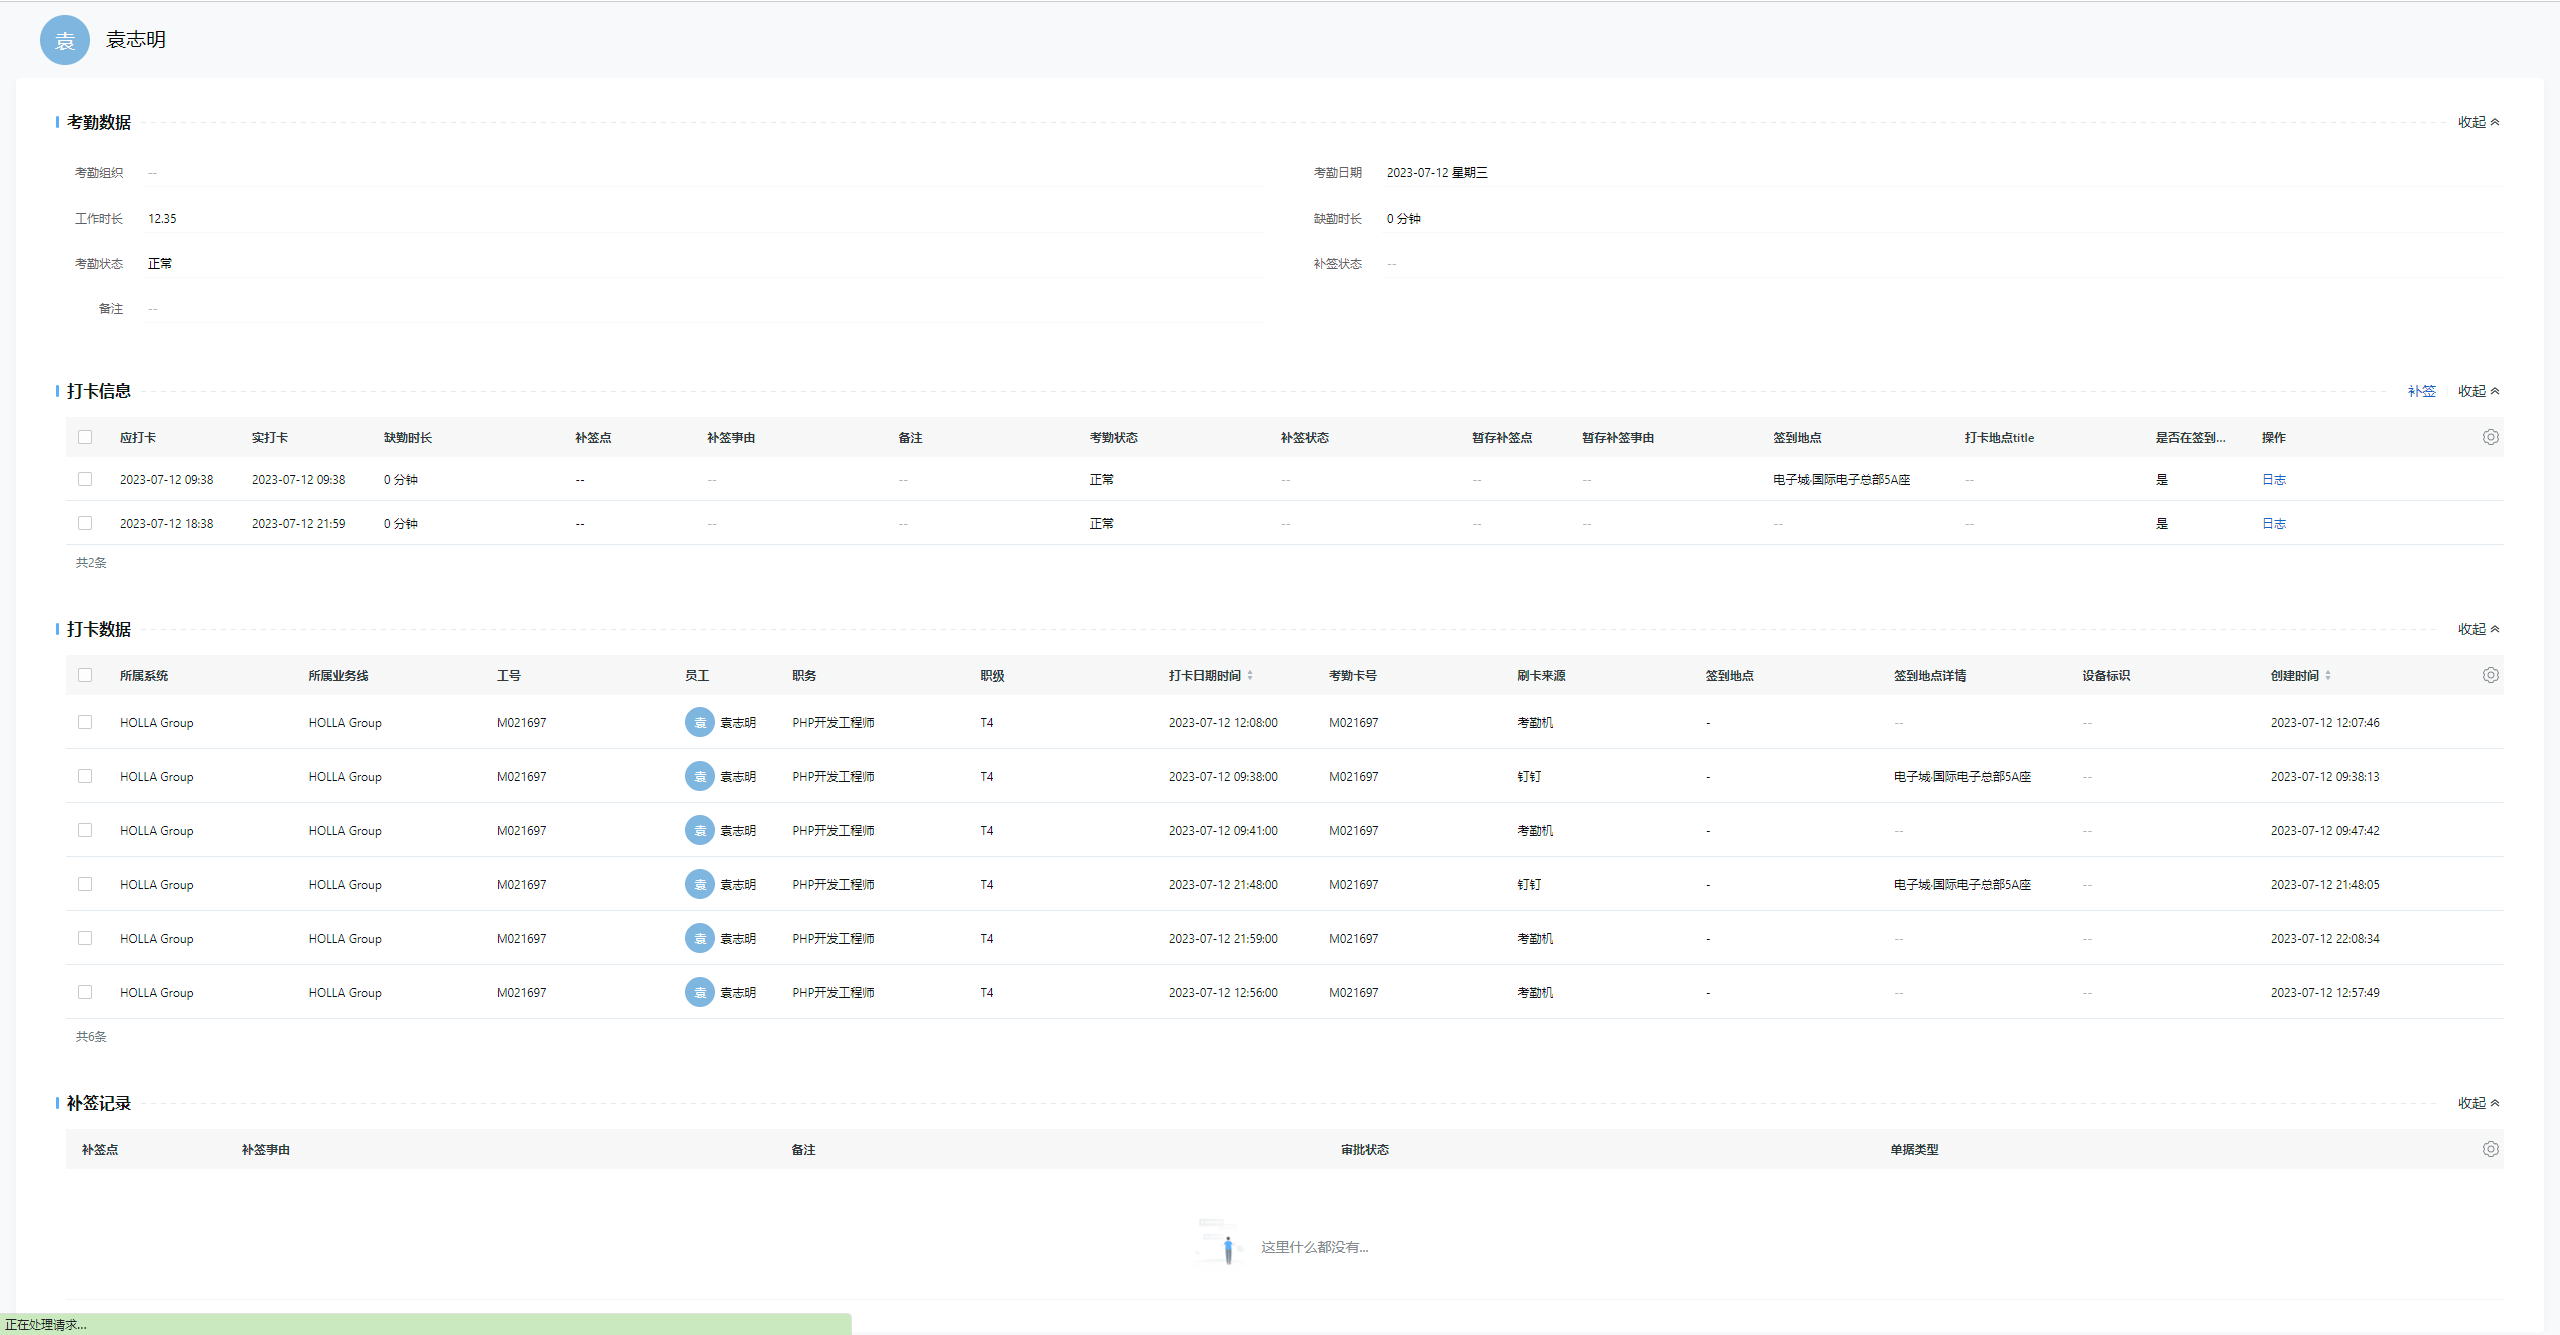 袁 袁志明
考勤数据 收起
考勤组织 -- 考勤日期 2023-07-12 星期三
工作时长 12.35 缺勤时长 0 分钟
考勤状态 正常 补签状态 --
备注 --
打卡信息 补签 收起
应打卡 实打卡 缺勤时长 补签点 补签事由 备注 考勤状态 补签状态 暂存补签点 暂存补签事由 签到地点 打卡地点title 是否在签到... 操作
2023-07-12 09:38 2023-07-12 09:38 0 分钟 -- -- -- 正常 -- -- -- 电子城·国际电子总部5A座 -- 是 日志
2023-07-12 18:38 2023-07-12 21:59 0 分钟 -- -- -- 正常 -- -- -- -- -- 是 日志
共2条
打卡数据 收起
所属系统 所属业务线 工号 员工 职务 职级 打卡日期时间 考勤卡号 刷卡来源 签到地点 签到地点详情 设备标识 创建时间
HOLLA Group HOLLA Group M021697 袁 袁志明 PHP开发工程师 T4 2023-07-12 12:08:00 M021697 考勤机 - -- -- 2023-07-12 12:07:46
HOLLA Group HOLLA Group M021697 袁 袁志明 PHP开发工程师 T4 2023-07-12 09:38:00 M021697 钉钉 - 电子城·国际电子总部5A座 -- 2023-07-12 09:38:13
HOLLA Group HOLLA Group M021697 袁 袁志明 PHP开发工程师 T4 2023-07-12 09:41:00 M021697 考勤机 - -- -- 2023-07-12 09:47:42
HOLLA Group HOLLA Group M021697 袁 袁志明 PHP开发工程师 T4 2023-07-12 21:48:00 M021697 钉钉 - 电子城·国际电子总部5A座 -- 2023-07-12 21:48:05
HOLLA Group HOLLA Group M021697 袁 袁志明 PHP开发工程师 T4 2023-07-12 21:59:00 M021697 考勤机 - -- -- 2023-07-12 22:08:34
HOLLA Group HOLLA Group M021697 袁 袁志明 PHP开发工程师 T4 2023-07-12 12:56:00 M021697 考勤机 - -- -- 2023-07-12 12:57:49
共6条
补签记录 收起
补签点 补签事由 备注 审批状态 单据类型
这里什么都没有...
正在处理请求...